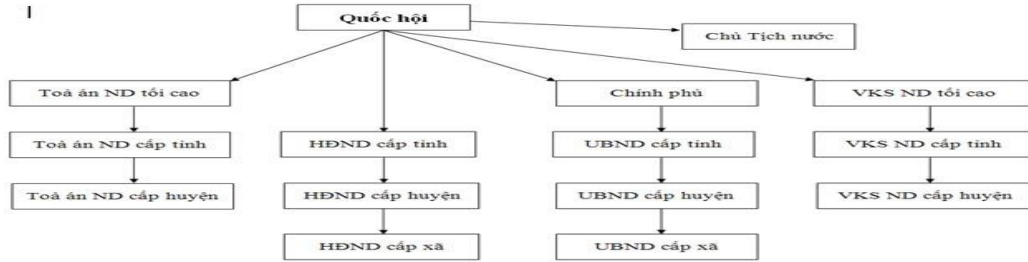 Quốc hội
Chủ Tịch nước
Toà án ND tối cao
Chính phủ
VKS ND tối cao
Toà án ND cấp tỉnh
HĐND cấp tỉnh
UBND cấp tỉnh
VKS ND cấp tỉnh
Toà án ND cấp huyện
HĐND cấp huyện
UBND cấp huyện
VKS ND cấp huyện
HĐND cấp xã
UBND cấp xã